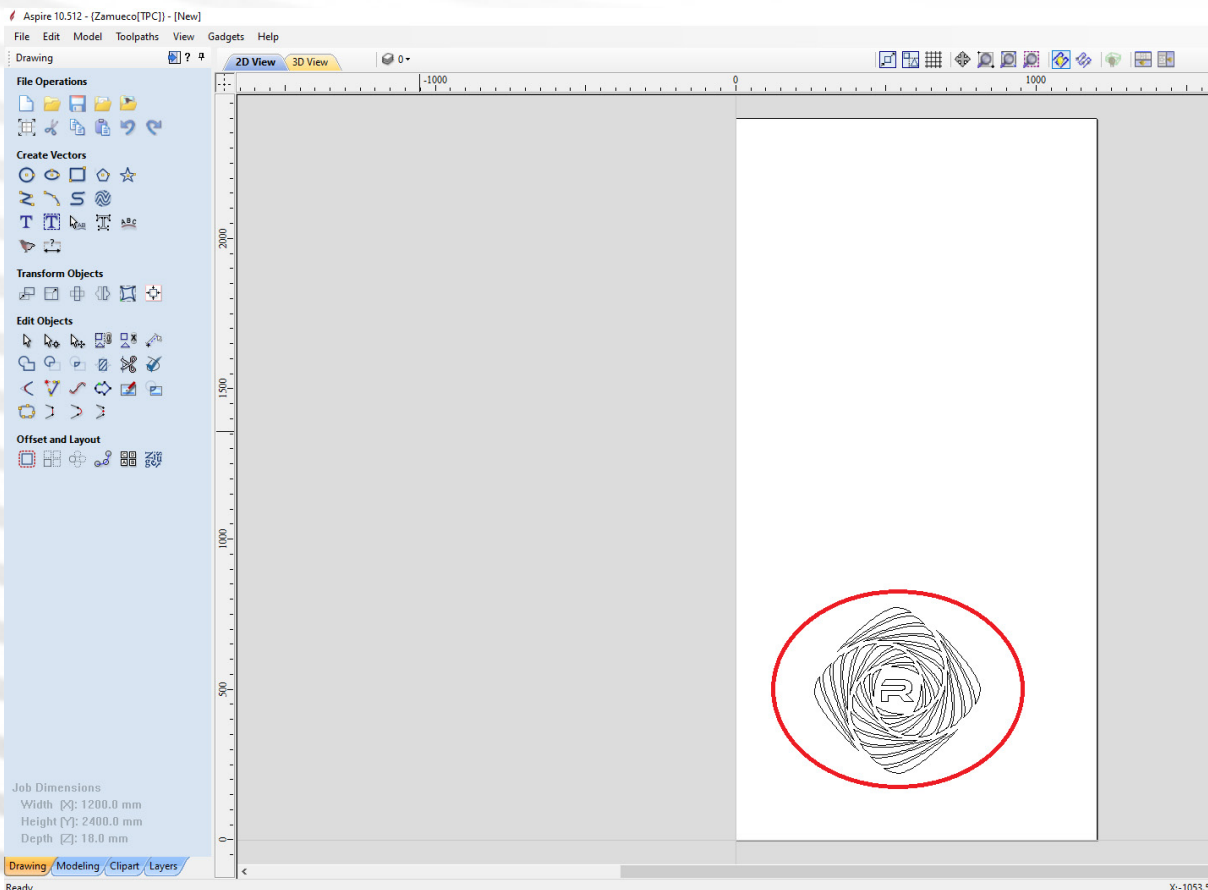 Aspire 10.512 - {Zamueco[TPC]} - [New]
File Edit Model Toolpaths View Gadgets Help
Drawing ?
2D View 3D View 0
-1000 0 1000
File Operations
Create Vectors
2000
Transform Objects
Edit Objects
1500
Offset and Layout
1000
R
500
Job Dimensions
Width [X]: 1200.0 mm
Height [Y]: 2400.0 mm
Depth [Z]: 18.0 mm
0
Drawing Modeling Clipart Layers
Ready X:-1053.5